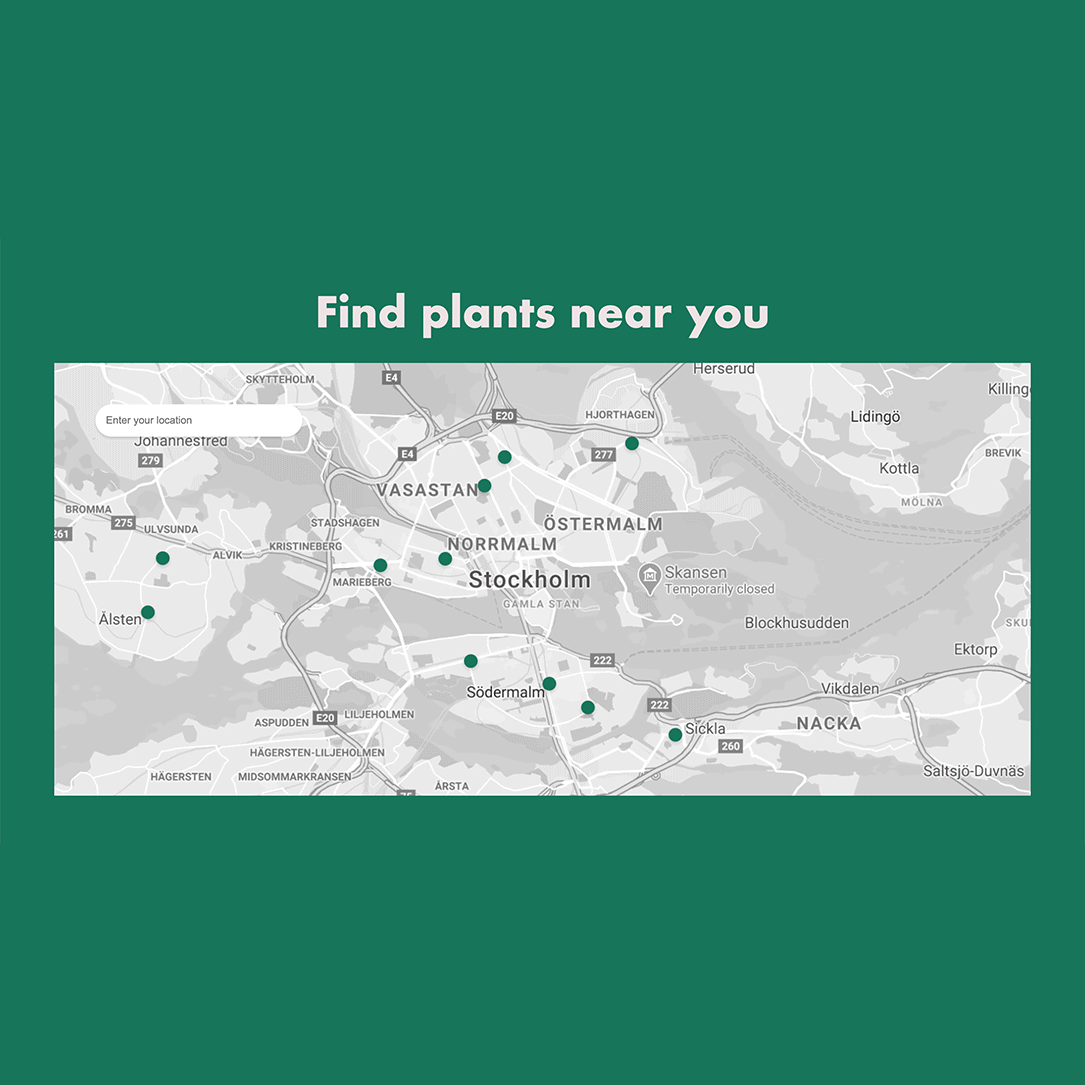 Find plants near you
Herserud
SKYTTEHOLM
E4
Killing
Enter your location
E20
HJORTHAGEN
Lidingö
Johannesfred
E4
277
BREVIK
279
Kottla
VASASTAN
MÖLNA
BROMMA
275
STADSHAGEN
ÖSTERMALM
261
ULVSUNDA
NORRMALM
KRISTINEBERG
ALVIK
Stockholm
Skansen
MARIEBERG
Temporarily closed
GAMLA STAN
Älsten
Blockhusudden
SKU
Ektorp
222
Södermalm
Vikdalen
222
LILJEHOLMEN
E20
ASPUDDEN
NACKA
Sickla
260
HÄGERSTEN-LILJEHOLMEN
Saltsjö-Duvnäs
HÄGERSTEN
MIDSOMMARKRANSEN
ÅRSTA